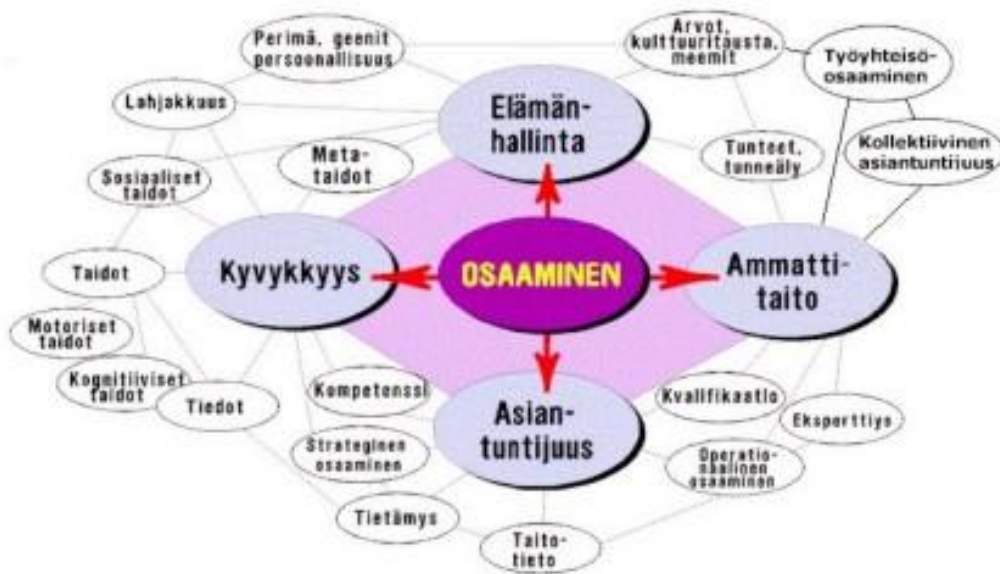 Perimä, geenit
persoonallisuus
Arvot,
kulttuuritausta,
meemit
Työyhteisö-
osaaminen
Lahjakkuus
Elämän-
hallinta
Kollektiivinen
asiantuntijuus
Meta-
taidot
Tunteet,
tunneäly
Sosiaaliset
taidot
Taidot
Kyvykkyys
OSAAMINEN
Ammatti-
taito
Motoriset
taidot
Kognitiiviset
taidot
Tiedot
Kompetenssi
Asian-
tuntijuus
Kvalifikaatio
Eksperttiys
Strateginen
osaaminen
Operatio-
naalinen
osaaminen
Tietämys
Taito-
tieto